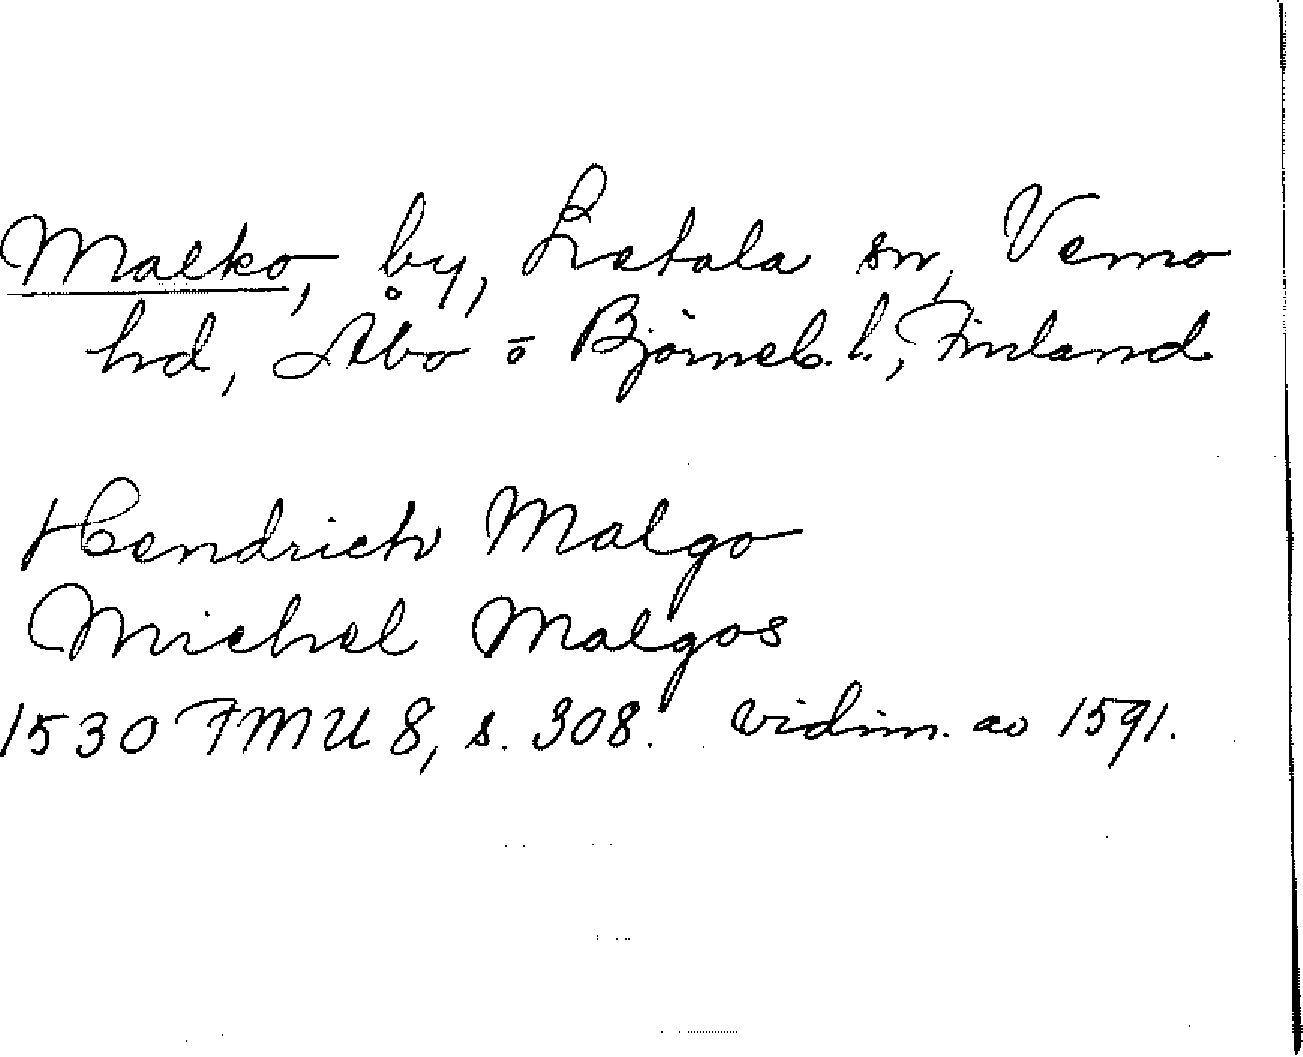 Malko, by, Letala sn, Vemo
hd, Åbo ō Björneb. l., Finland
Hendrich Malgo
Michel Malgos
1530 FMU 8, s. 308. vidim. ao 1591.